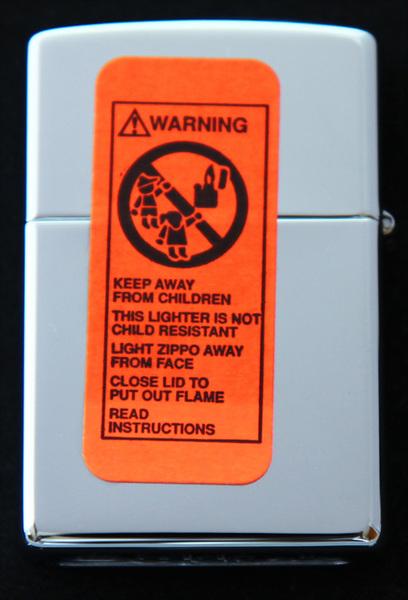 WARNING
KEEP AWAY
FROM CHILDREN
THIS LIGHTER IS NOT
CHILD RESISTANT
LIGHT ZIPPO AWAY
FROM FACE
CLOSE LID TO
PUT OUT FLAME
READ
INSTRUCTIONS